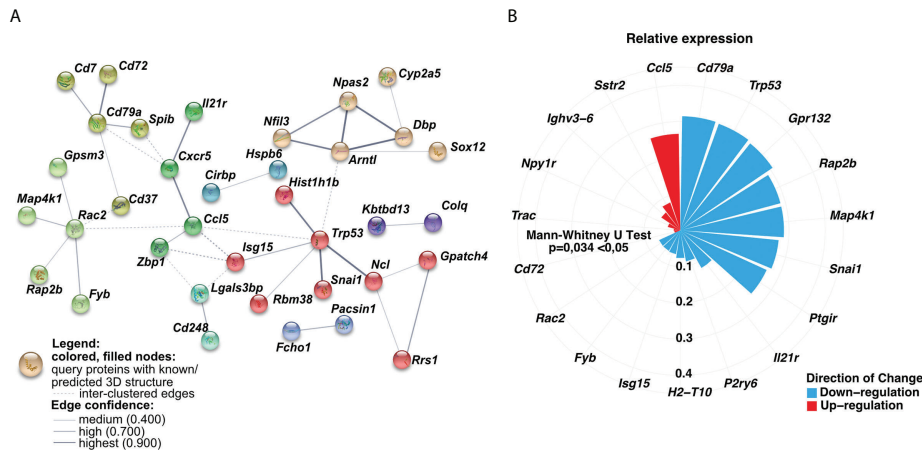 A
Cd7
Cd72
Cd79a
Spib
Il21r
Gpsm3
Cxcr5
Map4k1
Rac2
Cd37
Ccl5
Zbp1
Rap2b
Fyb
Isg15
Lgals3bp
Cd248
Npas2
Cyp2a5
Nfil3
Dbp
Hspb6
Arntl
Sox12
Cirbp
Hist1h1b
Kbtbd13
Colq
Trp53
Ncl
Gpatch4
Snai1
Rbm38
Pacsin1
Fcho1
Rrs1
Legend:
colored, filled nodes:
query proteins with known/
predicted 3D structure
inter-clustered edges
Edge confidence:
medium (0.400)
high (0.700)
highest (0.900)
B
Relative expression
Ccl5
Cd79a
Trp53
Gpr132
Rap2b
Map4k1
Snai1
Ptgir
Il21r
P2ry6
H2−T10
Isg15
Fyb
Rac2
Cd72
Trac
Npy1r
Ighv3−6
Sstr2
Mann−Whitney U Test
p=0,034 <0,05
0.1
0.2
0.3
0.4
Direction of Change
Down−regulation
Up−regulation